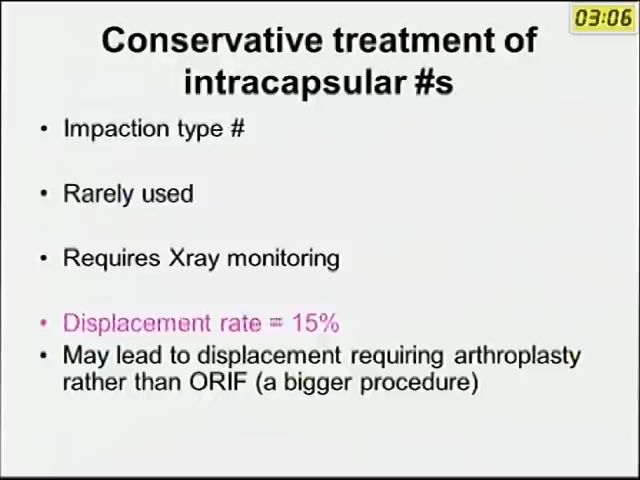 03:06
Conservative treatment of
intracapsular #s
• Impaction type #
• Rarely used
• Requires Xray monitoring
• Displacement rate = 15%
• May lead to displacement requiring arthroplasty
rather than ORIF (a bigger procedure)